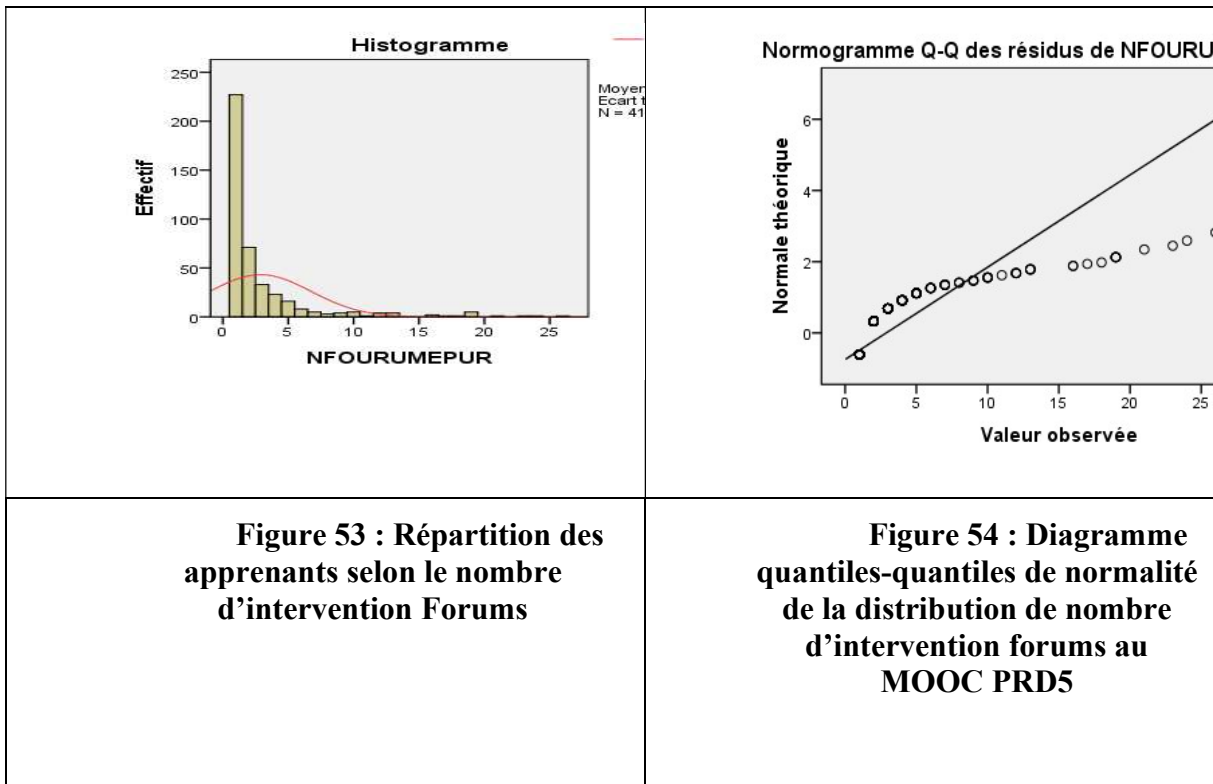 Histogramme
Effectif
250
200
150
100
50
0
0 5 10 15 20 25
NFOURUMEPUR
N = 41
Normogramme Q-Q des résidus de
Normale théorique
6
4
2
0
0 5 10 15 20 25
Valeur observée
Figure 53 : Répartition des
apprenants selon le nombre
d’intervention Forums
Figure 54 : Diagramme
quantiles-quantiles de normalité
de la distribution de nombre
d’intervention forums au
MOOC PRD5